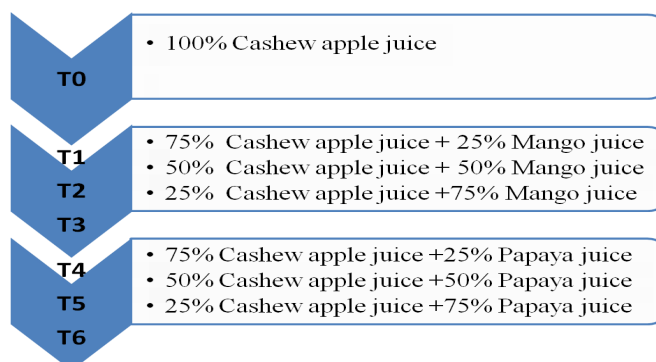 T0
• 100% Cashew apple juice
T1
• 75% Cashew apple juice + 25% Mango juice
T2
• 50% Cashew apple juice + 50% Mango juice
T3
• 25% Cashew apple juice +75% Mango juice
T4
• 75% Cashew apple juice +25% Papaya juice
T5
• 50% Cashew apple juice +50% Papaya juice
T6
• 25% Cashew apple juice +75% Papaya juice